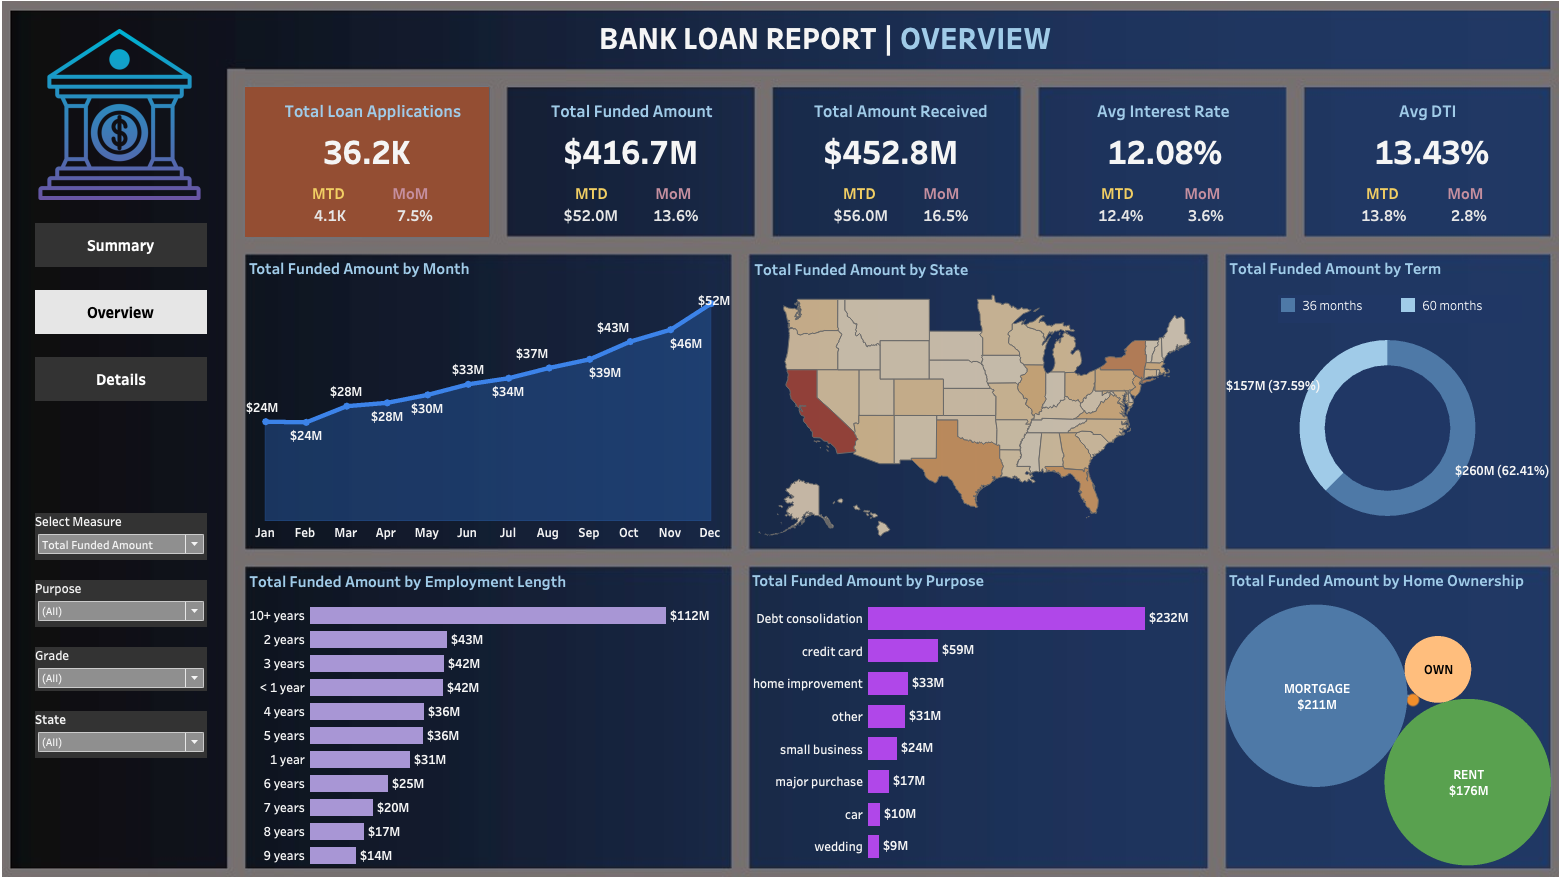 BANK LOAN REPORT | OVERVIEW
$
Summary
Overview
Details
Select Measure
Total Funded Amount
Purpose
(All)
Grade
(All)
State
(All)
Total Loan Applications
36.2K
MTD MoM
4.1K 7.5%
Total Funded Amount
$416.7M
MTD MoM
$52.0M 13.6%
Total Amount Received
$452.8M
MTD MoM
$56.0M 16.5%
Avg Interest Rate
12.08%
MTD MoM
12.4% 3.6%
Avg DTI
13.43%
MTD MoM
13.8% 2.8%
Total Funded Amount by Month
$24M
$24M
$28M
$28M
$30M
$33M
$34M
$37M
$39M
$43M
$46M
$52M
Jan Feb Mar Apr May Jun Jul Aug Sep Oct Nov Dec
Total Funded Amount by State
Total Funded Amount by Term
36 months 60 months
$157M (37.59%)
$260M (62.41%)
Total Funded Amount by Employment Length
10+ years $112M
2 years $43M
3 years $42M
< 1 year $42M
4 years $36M
5 years $36M
1 year $31M
6 years $25M
7 years $20M
8 years $17M
9 years $14M
Total Funded Amount by Purpose
Debt consolidation $232M
credit card $59M
home improvement $33M
other $31M
small business $24M
major purchase $17M
car $10M
wedding $9M
Total Funded Amount by Home Ownership
MORTGAGE
$211M
OWN
RENT
$176M